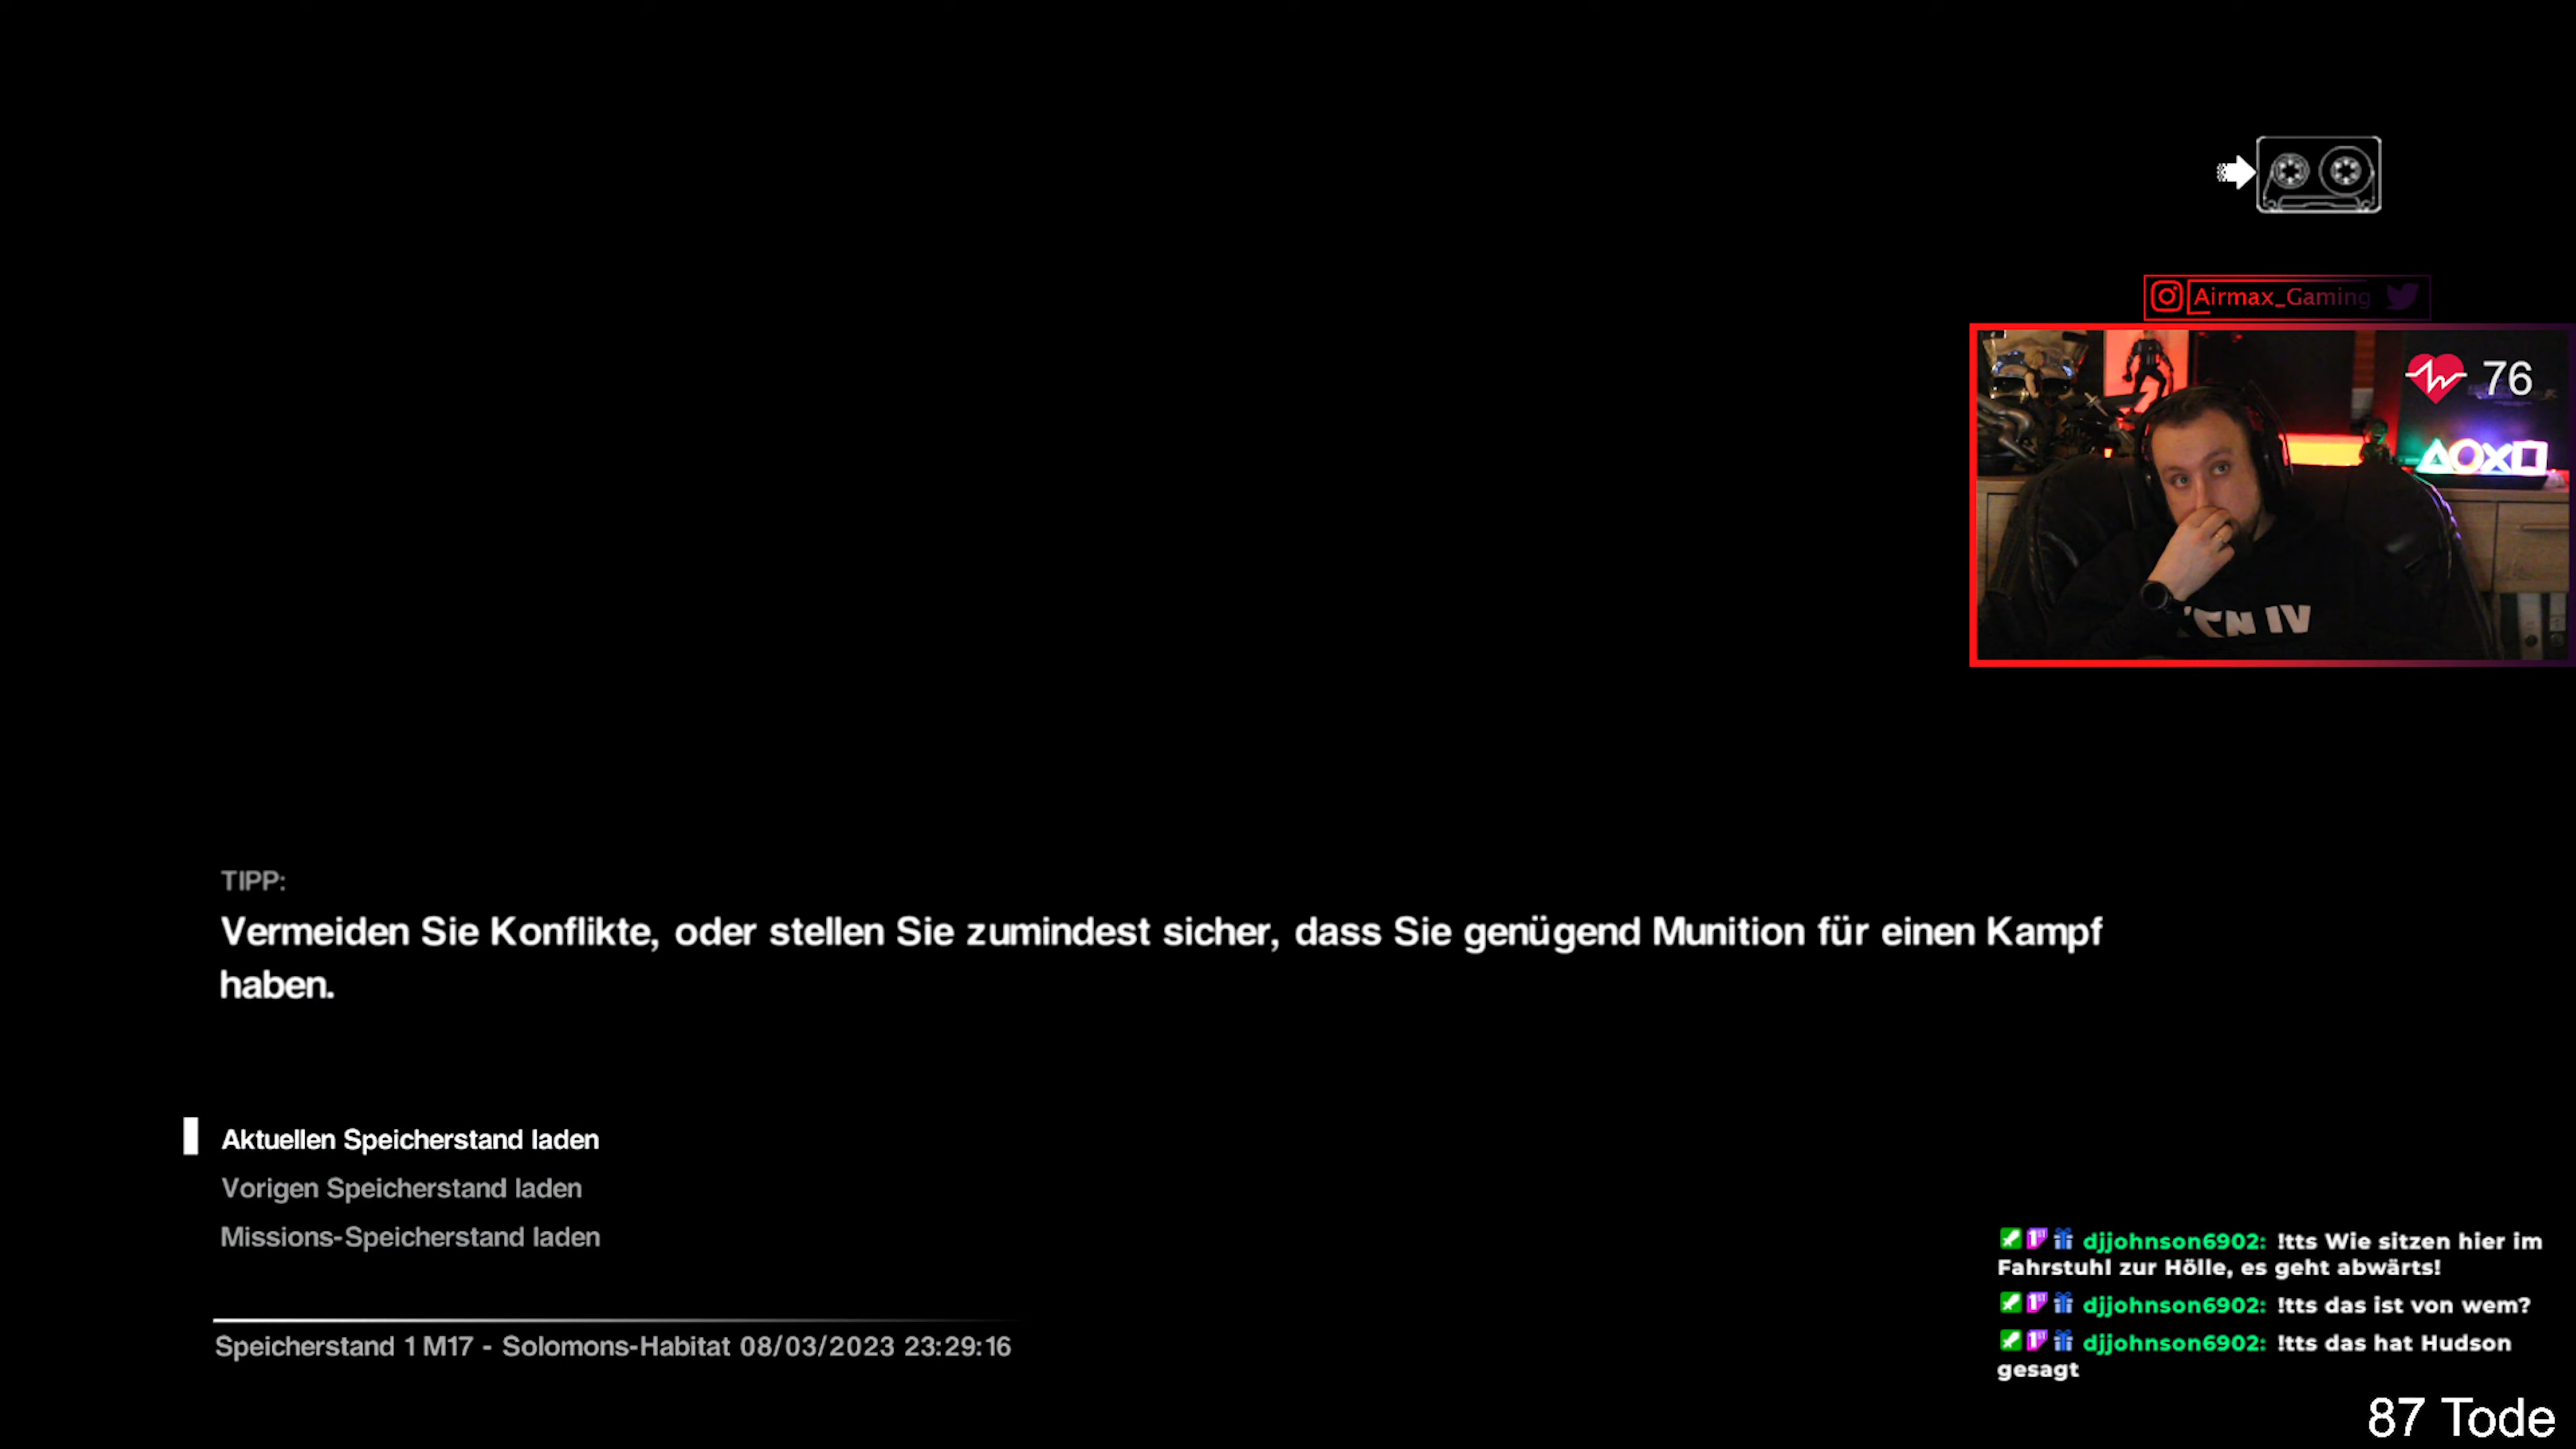 Airmax_Gaming
76
TIPP:
Vermeiden Sie Konflikte, oder stellen Sie zumindest sicher, dass Sie genügend Munition für einen Kampf
haben.
Aktuellen Speicherstand laden
Vorigen Speicherstand laden
Missions-Speicherstand laden
Speicherstand 1 M17 - Solomons-Habitat 08/03/2023 23:29:16
djjohnson6902: !tts Wie sitzen hier im
Fahrstuhl zur Hölle, es geht abwärts!
djjohnson6902: !tts das ist von wem?
djjohnson6902: !tts das hat Hudson
gesagt
87 Tode